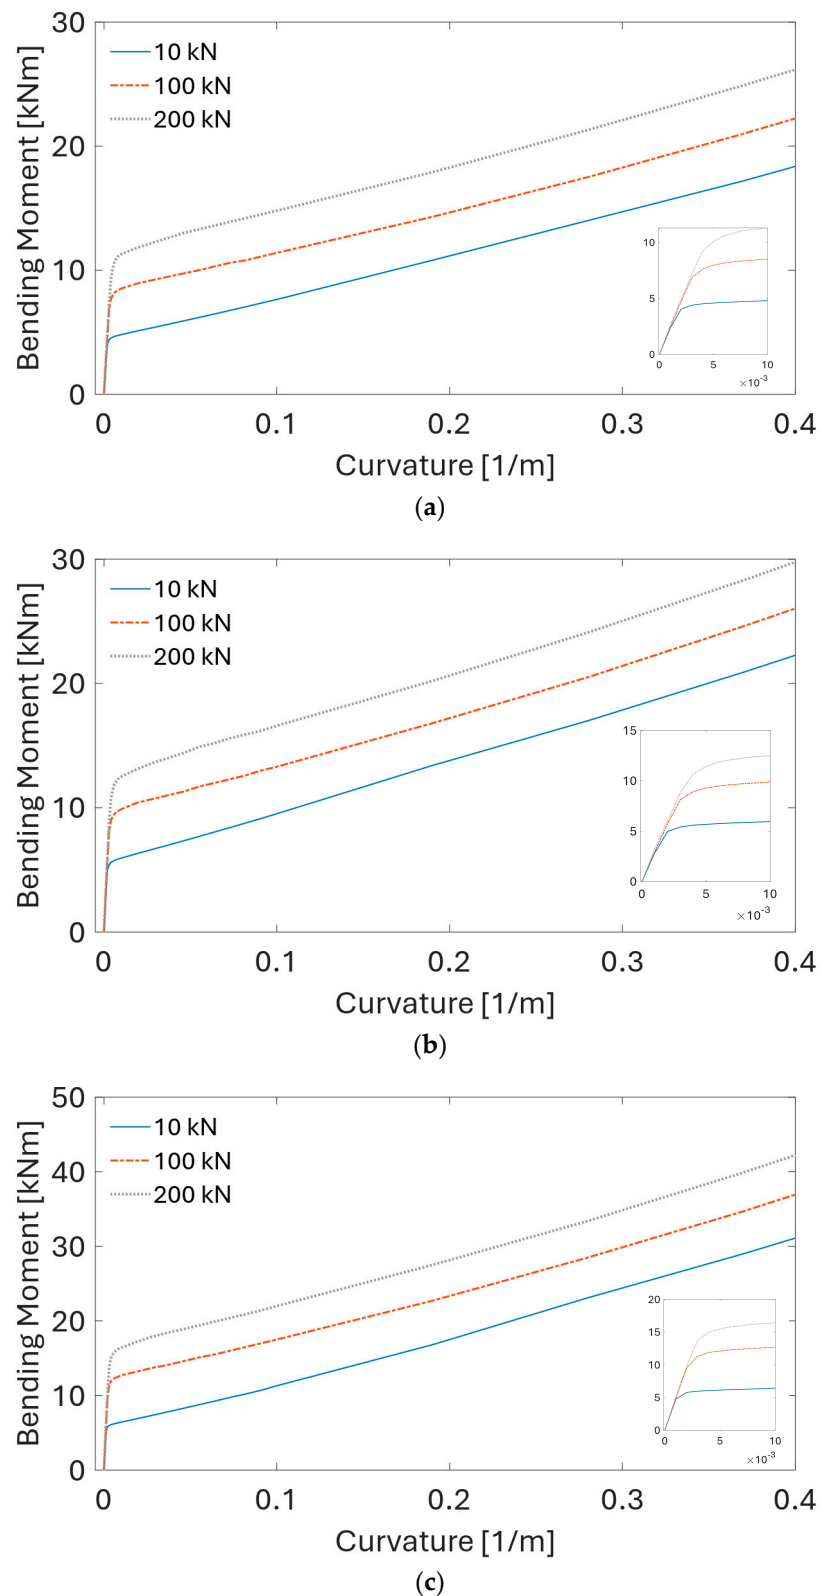 30
20
10
0
Bending Moment [kNm]
10 kN
100 kN
200 kN
10
5
0
0 5 10
×10-3
0 0.1 0.2 0.3 0.4
Curvature [1/m]
(a)
30
20
10
0
Bending Moment [kNm]
10 kN
100 kN
200 kN
15
10
5
0
0 5 10
×10-3
0 0.1 0.2 0.3 0.4
Curvature [1/m]
(b)
50
40
30
20
10
0
Bending Moment [kNm]
10 kN
100 kN
200 kN
20
15
10
5
0
0 5 10
×10-3
0 0.1 0.2 0.3 0.4
Curvature [1/m]
(c)